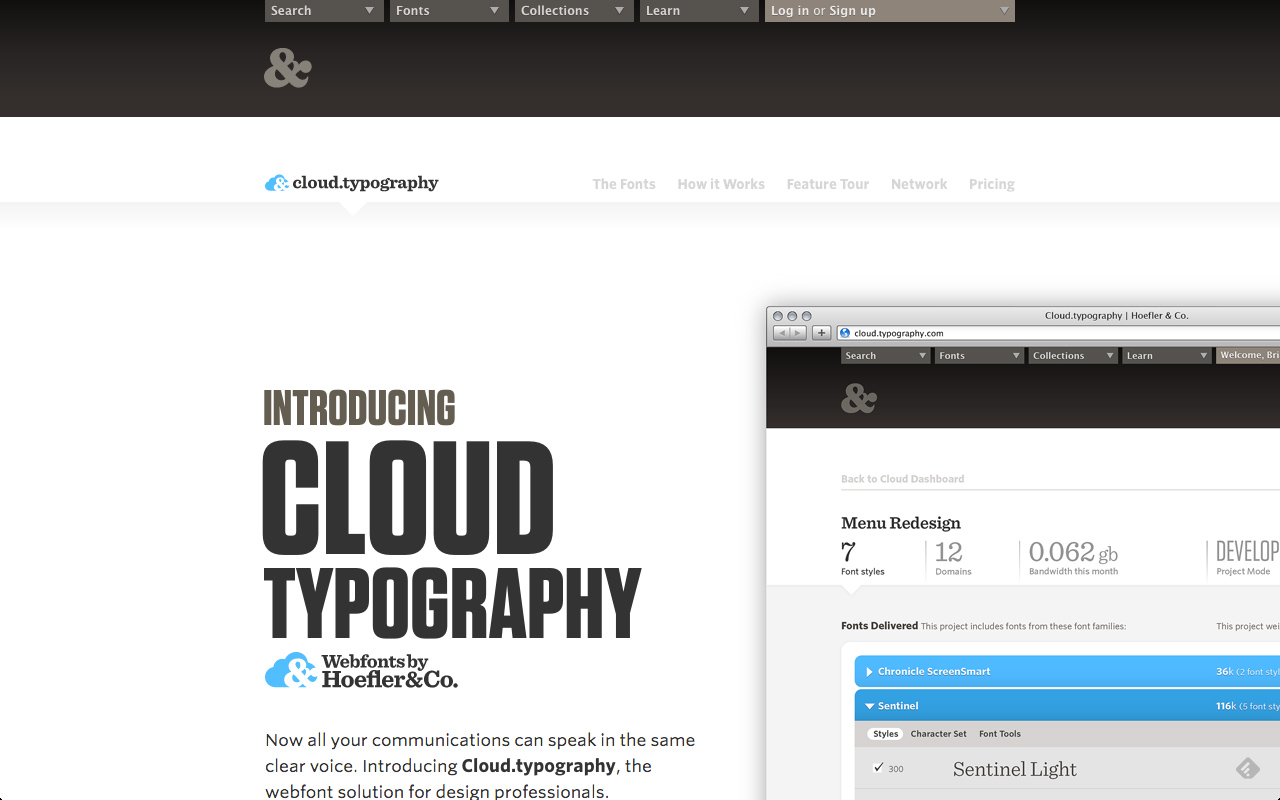 Search Fonts Collections Learn Log in or Sign up
&
& cloud.typography The Fonts How it Works Feature Tour Network Pricing
INTRODUCING
CLOUD
TYPOGRAPHY
& Webfonts by
Hoefler&Co.
Now all your communications can speak in the same
clear voice. Introducing Cloud.typography, the
webfont solution for design professionals.
Cloud.typography | Hoefler & Co.
cloud.typography.com
Search Fonts Collections Learn Welcome, Bri
&
Back to Cloud Dashboard
Menu Redesign
7 12 0.062 gb DEVELOP
Font styles Domains Bandwidth this month Project Mode
Fonts Delivered This project includes fonts from these font families: This project wei
Chronicle ScreenSmart 36k (2 font styl
Sentinel 116k (5 font sty
Styles Character Set Font Tools
300 Sentinel Light